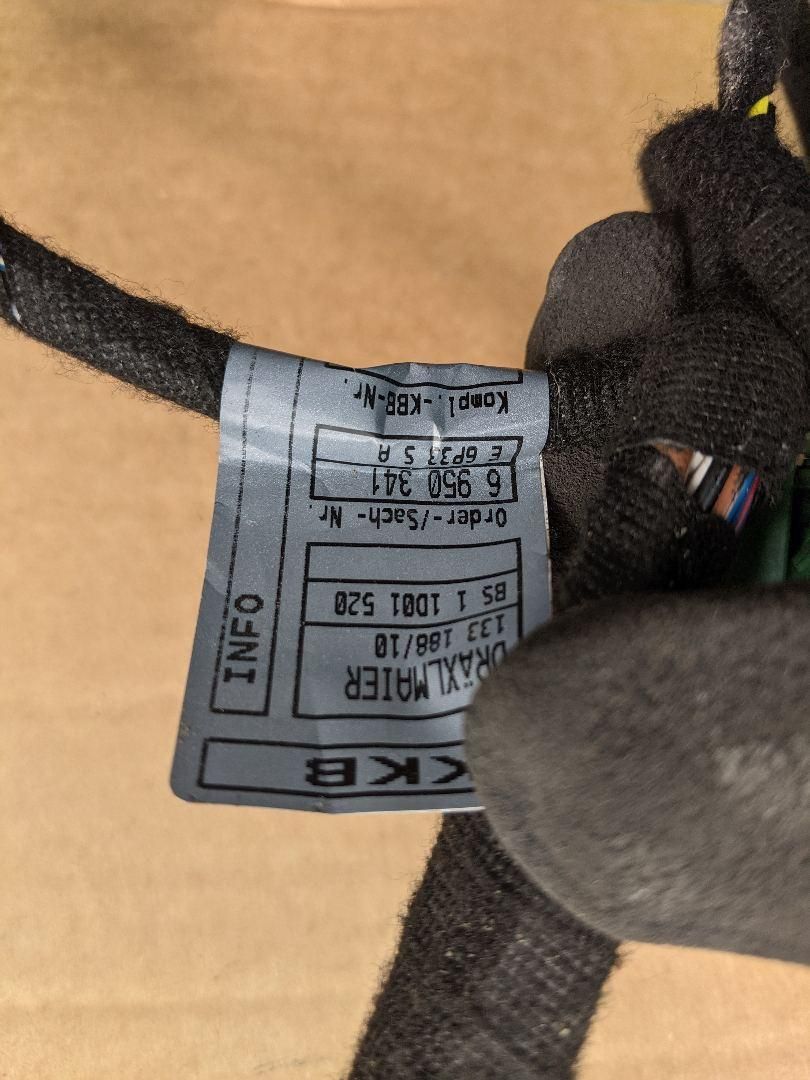 KKB
DRÄXLMAIER
133 188/10
BS 1 1D01 520
Order-/Sach- Nr.
6 950 341
E 6P33 5 A
Kompl.-KBB-Nr.
INFO